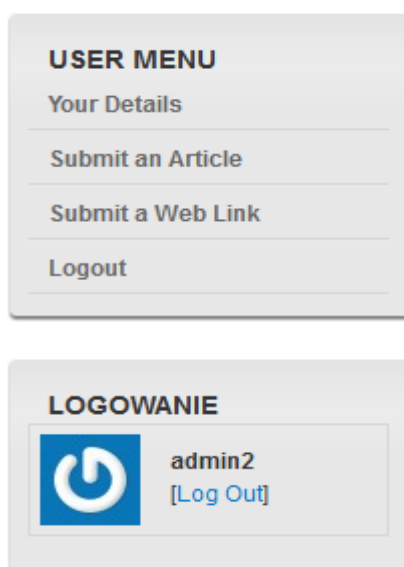 USER MENU
Your Details
Submit an Article
Submit a Web Link
Logout
LOGOWANIE
admin2
[Log Out]